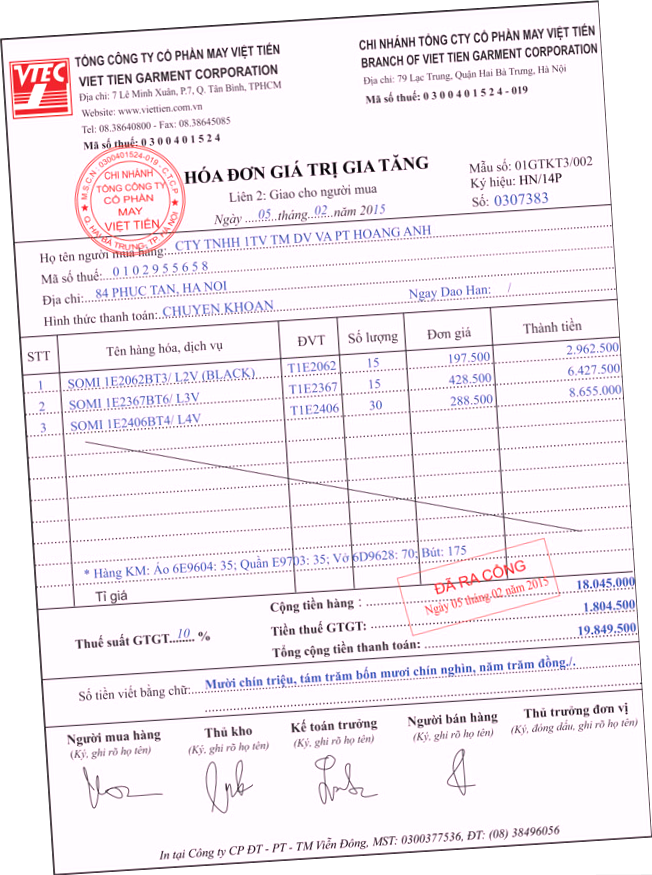 VTEC
TỔNG CÔNG TY CỔ PHẦN MAY VIỆT TIẾN
VIET TIEN GARMENT CORPORATION
Địa chỉ: 7 Lê Minh Xuân, P.7, Q. Tân Bình, TPHCM
Website: www.viettien.com.vn
Tel: 08.38640800 - Fax: 08.38645085
Mã số thuế: 0 3 0 0 4 0 1 5 2 4
CHI NHÁNH TỔNG CTY CỔ PHẦN MAY VIỆT TIẾN
BRANCH OF VIET TIEN GARMENT CORPORATION
Địa chỉ: 79 Lạc Trung, Quận Hai Bà Trưng, Hà Nội
Mã số thuế: 0 3 0 0 4 0 1 5 2 4 - 019
M.S.C.N: 0300401524-019-C.T.C.P
CHI NHÁNH
TỔNG CÔNG TY
CỔ PHẦN
MAY
VIỆT TIẾN
Q. HAI BÀ TRƯNG, TP. HÀ NỘI
HÓA ĐƠN GIÁ TRỊ GIA TĂNG
Liên 2: Giao cho người mua
Ngày ....05...tháng...02...năm 2015
Mẫu số: 01GTKT3/002
Ký hiệu: HN/14P
Số: 0307383
Họ tên người mua hàng: CTY TNHH 1TV TM DV VA PT HOANG ANH
Mã số thuế: 0 1 0 2 9 5 5 6 5 8
Địa chỉ: 84 PHUC TAN, HA NOI
Hình thức thanh toán: CHUYEN KHOAN Ngay Dao Han: /
STT Tên hàng hóa, dịch vụ ĐVT Số lượng Đơn giá Thành tiền
1 SOMI 1E2062BT3/ L2V (BLACK) T1E2062 15 197.500 2.962.500
2 SOMI 1E2367BT6/ L3V T1E2367 15 428.500 6.427.500
3 SOMI 1E2406BT4/ L4V T1E2406 30 288.500 8.655.000
* Hàng KM: Áo 6E9604: 35; Quần E9703: 35; Vở 6D9628: 70; Bút: 175
Tỉ giá
ĐÃ RA CỔNG
Ngày 05 tháng 02 năm 2015
Cộng tiền hàng : 18.045.000
Thuế suất GTGT....10.. % Tiền thuế GTGT: 1.804.500
Tổng cộng tiền thanh toán: 19.849.500
Số tiền viết bằng chữ: Mười chín triệu, tám trăm bốn mươi chín nghìn, năm trăm đồng./.
Người mua hàng Thủ kho Kế toán trưởng Người bán hàng Thủ trưởng đơn vị
(Ký, ghi rõ họ tên) (Ký, ghi rõ họ tên) (Ký, ghi rõ họ tên) (Ký, ghi rõ họ tên) (Ký, đóng dấu, ghi rõ họ tên)
In tại Công ty CP ĐT - PT - TM Viễn Đông, MST: 0300377536, ĐT: (08) 38496056